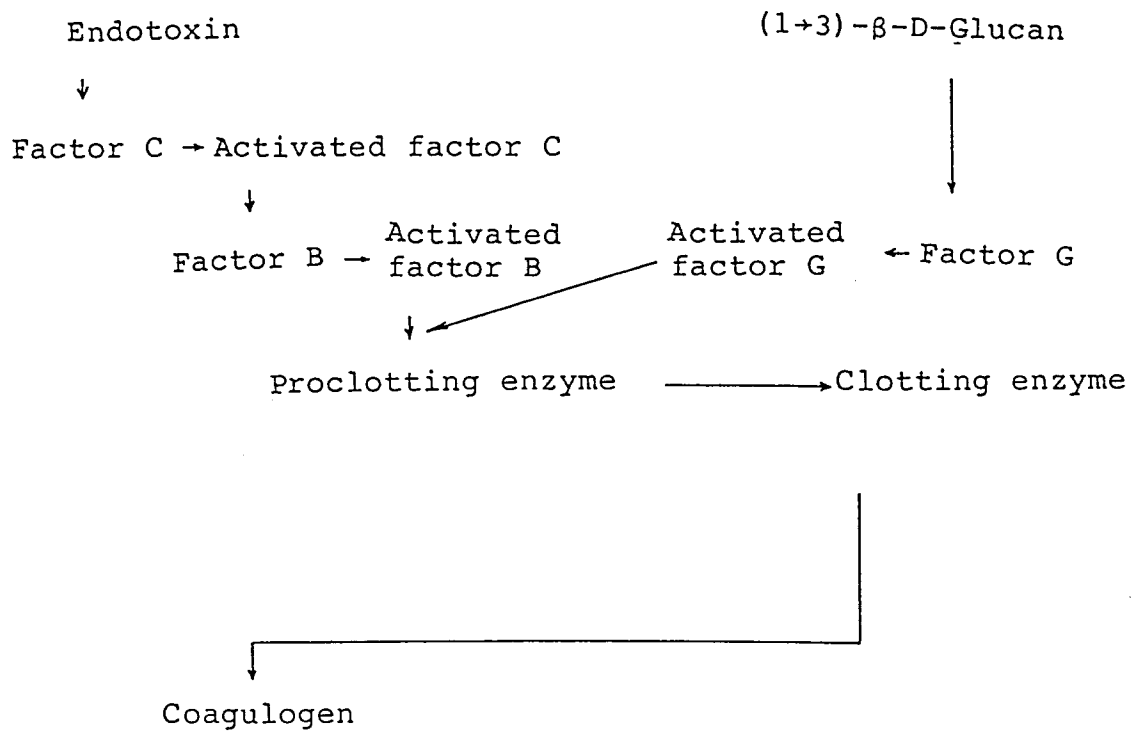 Endotoxin
(1→3)-β-D-Glucan
Factor C → Activated factor C
Factor B → Activated factor B
Activated factor G ← Factor G
Proclotting enzyme → Clotting enzyme
Coagulogen